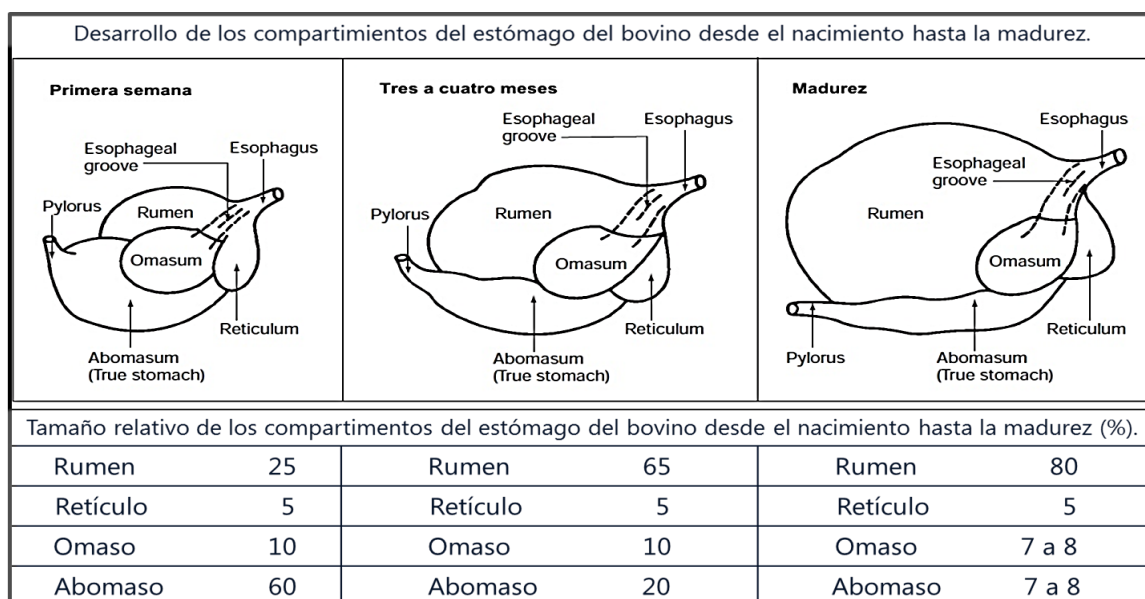 Desarrollo de los compartimientos del estómago del bovino desde el nacimiento hasta la madurez.
Primera semana
Esophageal
groove
Esophagus
Pylorus
Rumen
Omasum
Reticulum
Abomasum
(True stomach)
Tres a cuatro meses
Esophageal
groove
Esophagus
Pylorus
Rumen
Omasum
Reticulum
Abomasum
(True stomach)
Madurez
Esophagus
Esophageal
groove
Rumen
Omasum
Reticulum
Pylorus
Abomasum
(True stomach)
Tamaño relativo de los compartimentos del estómago del bovino desde el nacimiento hasta la madurez (%).
Rumen 25 Rumen 65 Rumen 80
Retículo 5 Retículo 5 Retículo 5
Omaso 10 Omaso 10 Omaso 7 a 8
Abomaso 60 Abomaso 20 Abomaso 7 a 8